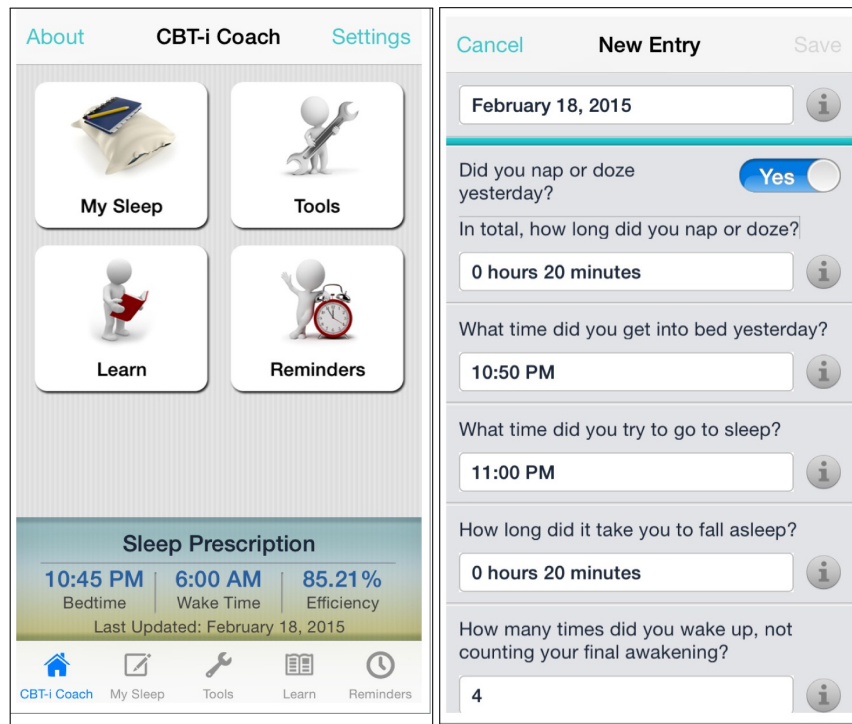 About CBT-i Coach Settings
My Sleep Tools
Learn Reminders
Sleep Prescription
10:45 PM 6:00 AM 85.21%
Bedtime Wake Time Efficiency
Last Updated: February 18, 2015
CBT-i Coach My Sleep Tools Learn Reminders
Cancel New Entry Save
February 18, 2015
Did you nap or doze
yesterday?
Yes
In total, how long did you nap or doze?
0 hours 20 minutes
What time did you get into bed yesterday?
10:50 PM
What time did you try to go to sleep?
11:00 PM
How long did it take you to fall asleep?
0 hours 20 minutes
How many times did you wake up, not
counting your final awakening?
4